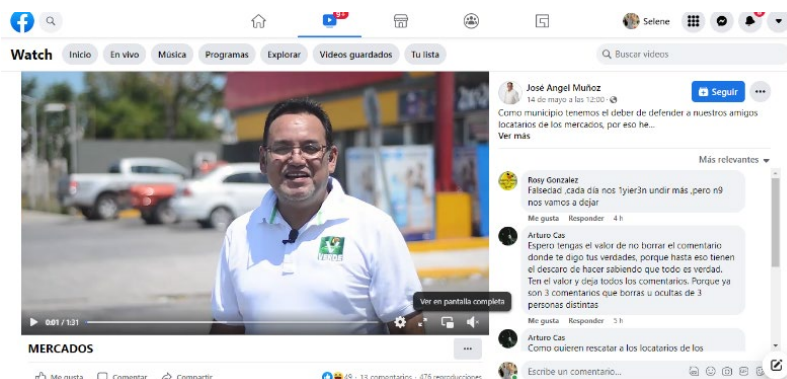 9+
Selene
Watch
Inicio
En vivo
Música
Programas
Explorar
Videos guardados
Tu lista
Buscar videos
VERDE
Ver en pantalla completa
0:01 / 1:31
MERCADOS
Me gusta
Comentar
Compartir
49 · 33 comentarios · 476 reproducciones
José Angel Muñoz
14 de mayo a las 12:00 ·
Seguir
Como municipio tenemos el deber de defender a nuestros amigos
locatarios de los mercados, por eso he...
Ver más
Más relevantes
Rosy Gonzalez
Falsedad ,cada día nos 1yier3n undir más ,pero n9
nos vamos a dejar
Me gusta Responder 4 h
Arturo Cas
Espero tengas el valor de no borrar el comentario
donde te digo tus verdades, porque hasta eso tienen
el descaro de hacer sabiendo que todo es verdad.
Ten el valor y deja todos los comentarios. Porque ya
son 3 comentarios que borras u ocultas de 3
personas distintas
Me gusta Responder 5 h
Arturo Cas
Como quieren rescatar a los locatarios de los
Escribe un comentario...